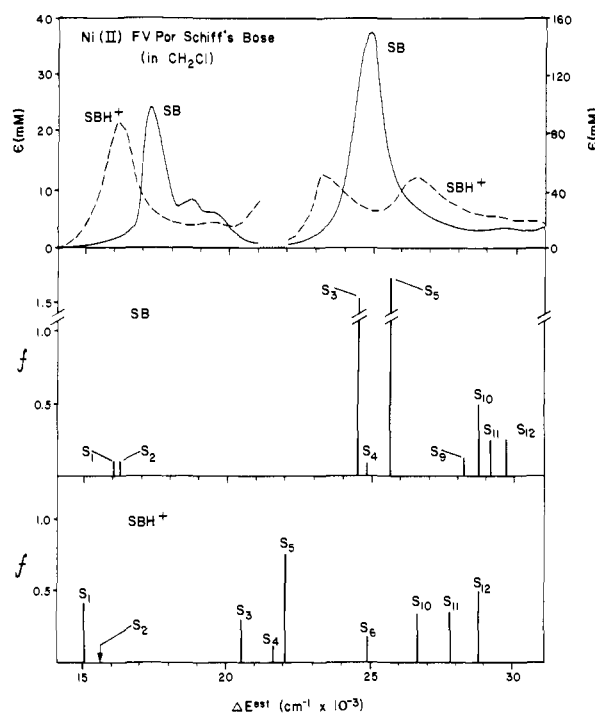 Ni (II) FV Por Schiff's Base
(in CH2Cl)
40
30
20
10
0
ϵ(mM)
160
120
80
40
0
ϵ(mM)
SBH+
SB
SB
SBH+
1.5
1.0
0.5
f
SB
S1
S2
S3
S4
S5
S9
S10
S11
S12
1.0
0.5
f
SBH+
S1
S2
S3
S4
S5
S6
S10
S11
S12
15
20
25
30
ΔEest (cm-1 x 10-3)